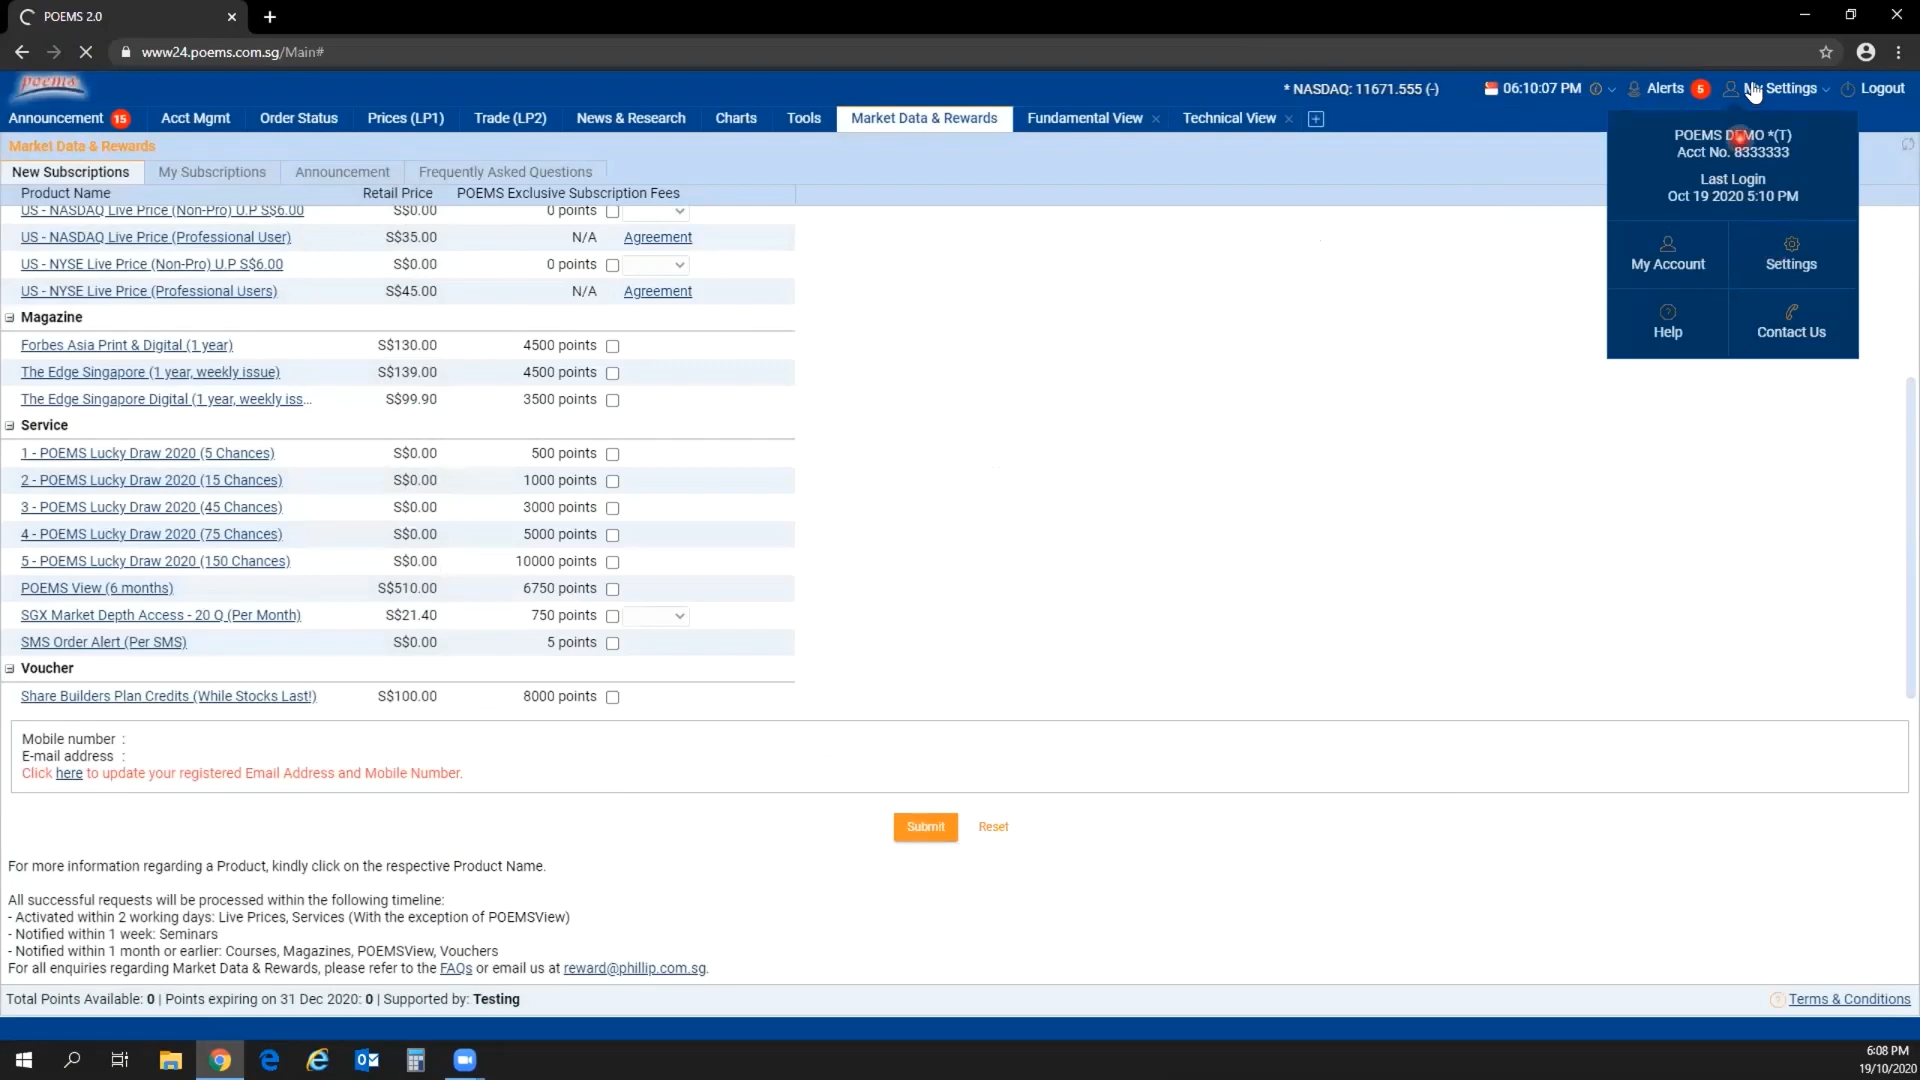 POEMS 2.0
www24.poems.com.sg/Main#
poems
* NASDAQ: 11671.555 (-)
06:10:07 PM
Alerts 5
My Settings
Logout
Announcement 15
Acct Mgmt
Order Status
Prices (LP1)
Trade (LP2)
News & Research
Charts
Tools
Market Data & Rewards
Fundamental View
Technical View
POEMS DEMO *(T)
Acct No. 8333333
Last Login
Oct 19 2020 5:10 PM
My Account
Settings
Help
Contact Us
Market Data & Rewards
New Subscriptions
My Subscriptions
Announcement
Frequently Asked Questions
Product Name Retail Price POEMS Exclusive Subscription Fees
US - NASDAQ Live Price (Non-Pro) U.P S$6.00 S$0.00 0 points
US - NASDAQ Live Price (Professional User) S$35.00 N/A Agreement
US - NYSE Live Price (Non-Pro) U.P S$6.00 S$0.00 0 points
US - NYSE Live Price (Professional Users) S$45.00 N/A Agreement
Magazine
Forbes Asia Print & Digital (1 year) S$130.00 4500 points
The Edge Singapore (1 year, weekly issue) S$139.00 4500 points
The Edge Singapore Digital (1 year, weekly iss... S$99.90 3500 points
Service
1 - POEMS Lucky Draw 2020 (5 Chances) S$0.00 500 points
2 - POEMS Lucky Draw 2020 (15 Chances) S$0.00 1000 points
3 - POEMS Lucky Draw 2020 (45 Chances) S$0.00 3000 points
4 - POEMS Lucky Draw 2020 (75 Chances) S$0.00 5000 points
5 - POEMS Lucky Draw 2020 (150 Chances) S$0.00 10000 points
POEMS View (6 months) S$510.00 6750 points
SGX Market Depth Access - 20 Q (Per Month) S$21.40 750 points
SMS Order Alert (Per SMS) S$0.00 5 points
Voucher
Share Builders Plan Credits (While Stocks Last!) S$100.00 8000 points
Mobile number :
E-mail address :
Click here to update your registered Email Address and Mobile Number.
Submit Reset
For more information regarding a Product, kindly click on the respective Product Name.
All successful requests will be processed within the following timeline:
- Activated within 2 working days: Live Prices, Services (With the exception of POEMSView)
- Notified within 1 week: Seminars
- Notified within 1 month or earlier: Courses, Magazines, POEMSView, Vouchers
For all enquiries regarding Market Data & Rewards, please refer to the FAQs or email us at reward@phillip.com.sg.
Total Points Available: 0 | Points expiring on 31 Dec 2020: 0 | Supported by: Testing
Terms & Conditions
6:08 PM
19/10/2020